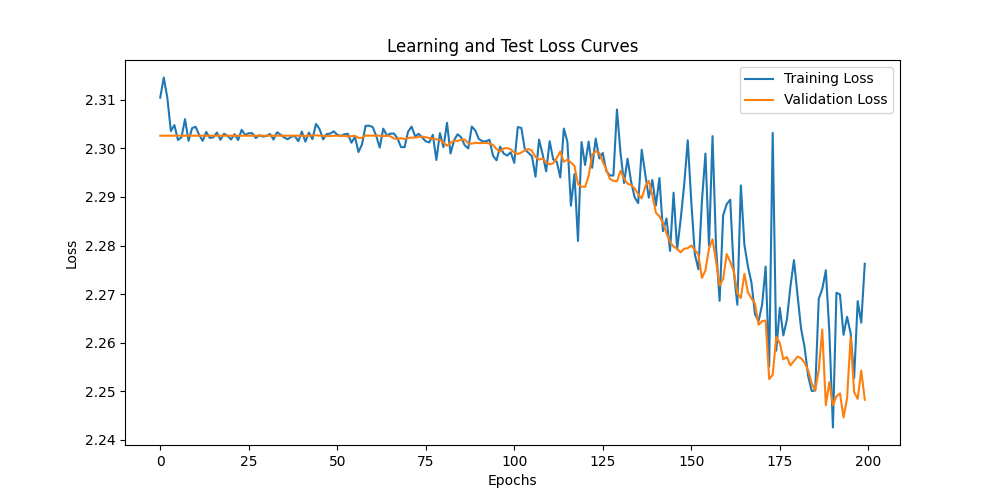 Learning and Test Loss Curves
Training Loss
Validation Loss
2.31
2.30
2.29
2.28
2.27
2.26
2.25
2.24
Loss
0 25 50 75 100 125 150 175 200
Epochs